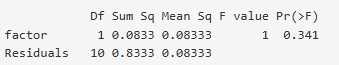 Df Sum Sq Mean Sq F value Pr(>F)
factor 1 0.0833 0.08333 1 0.341
Residuals 10 0.8333 0.08333